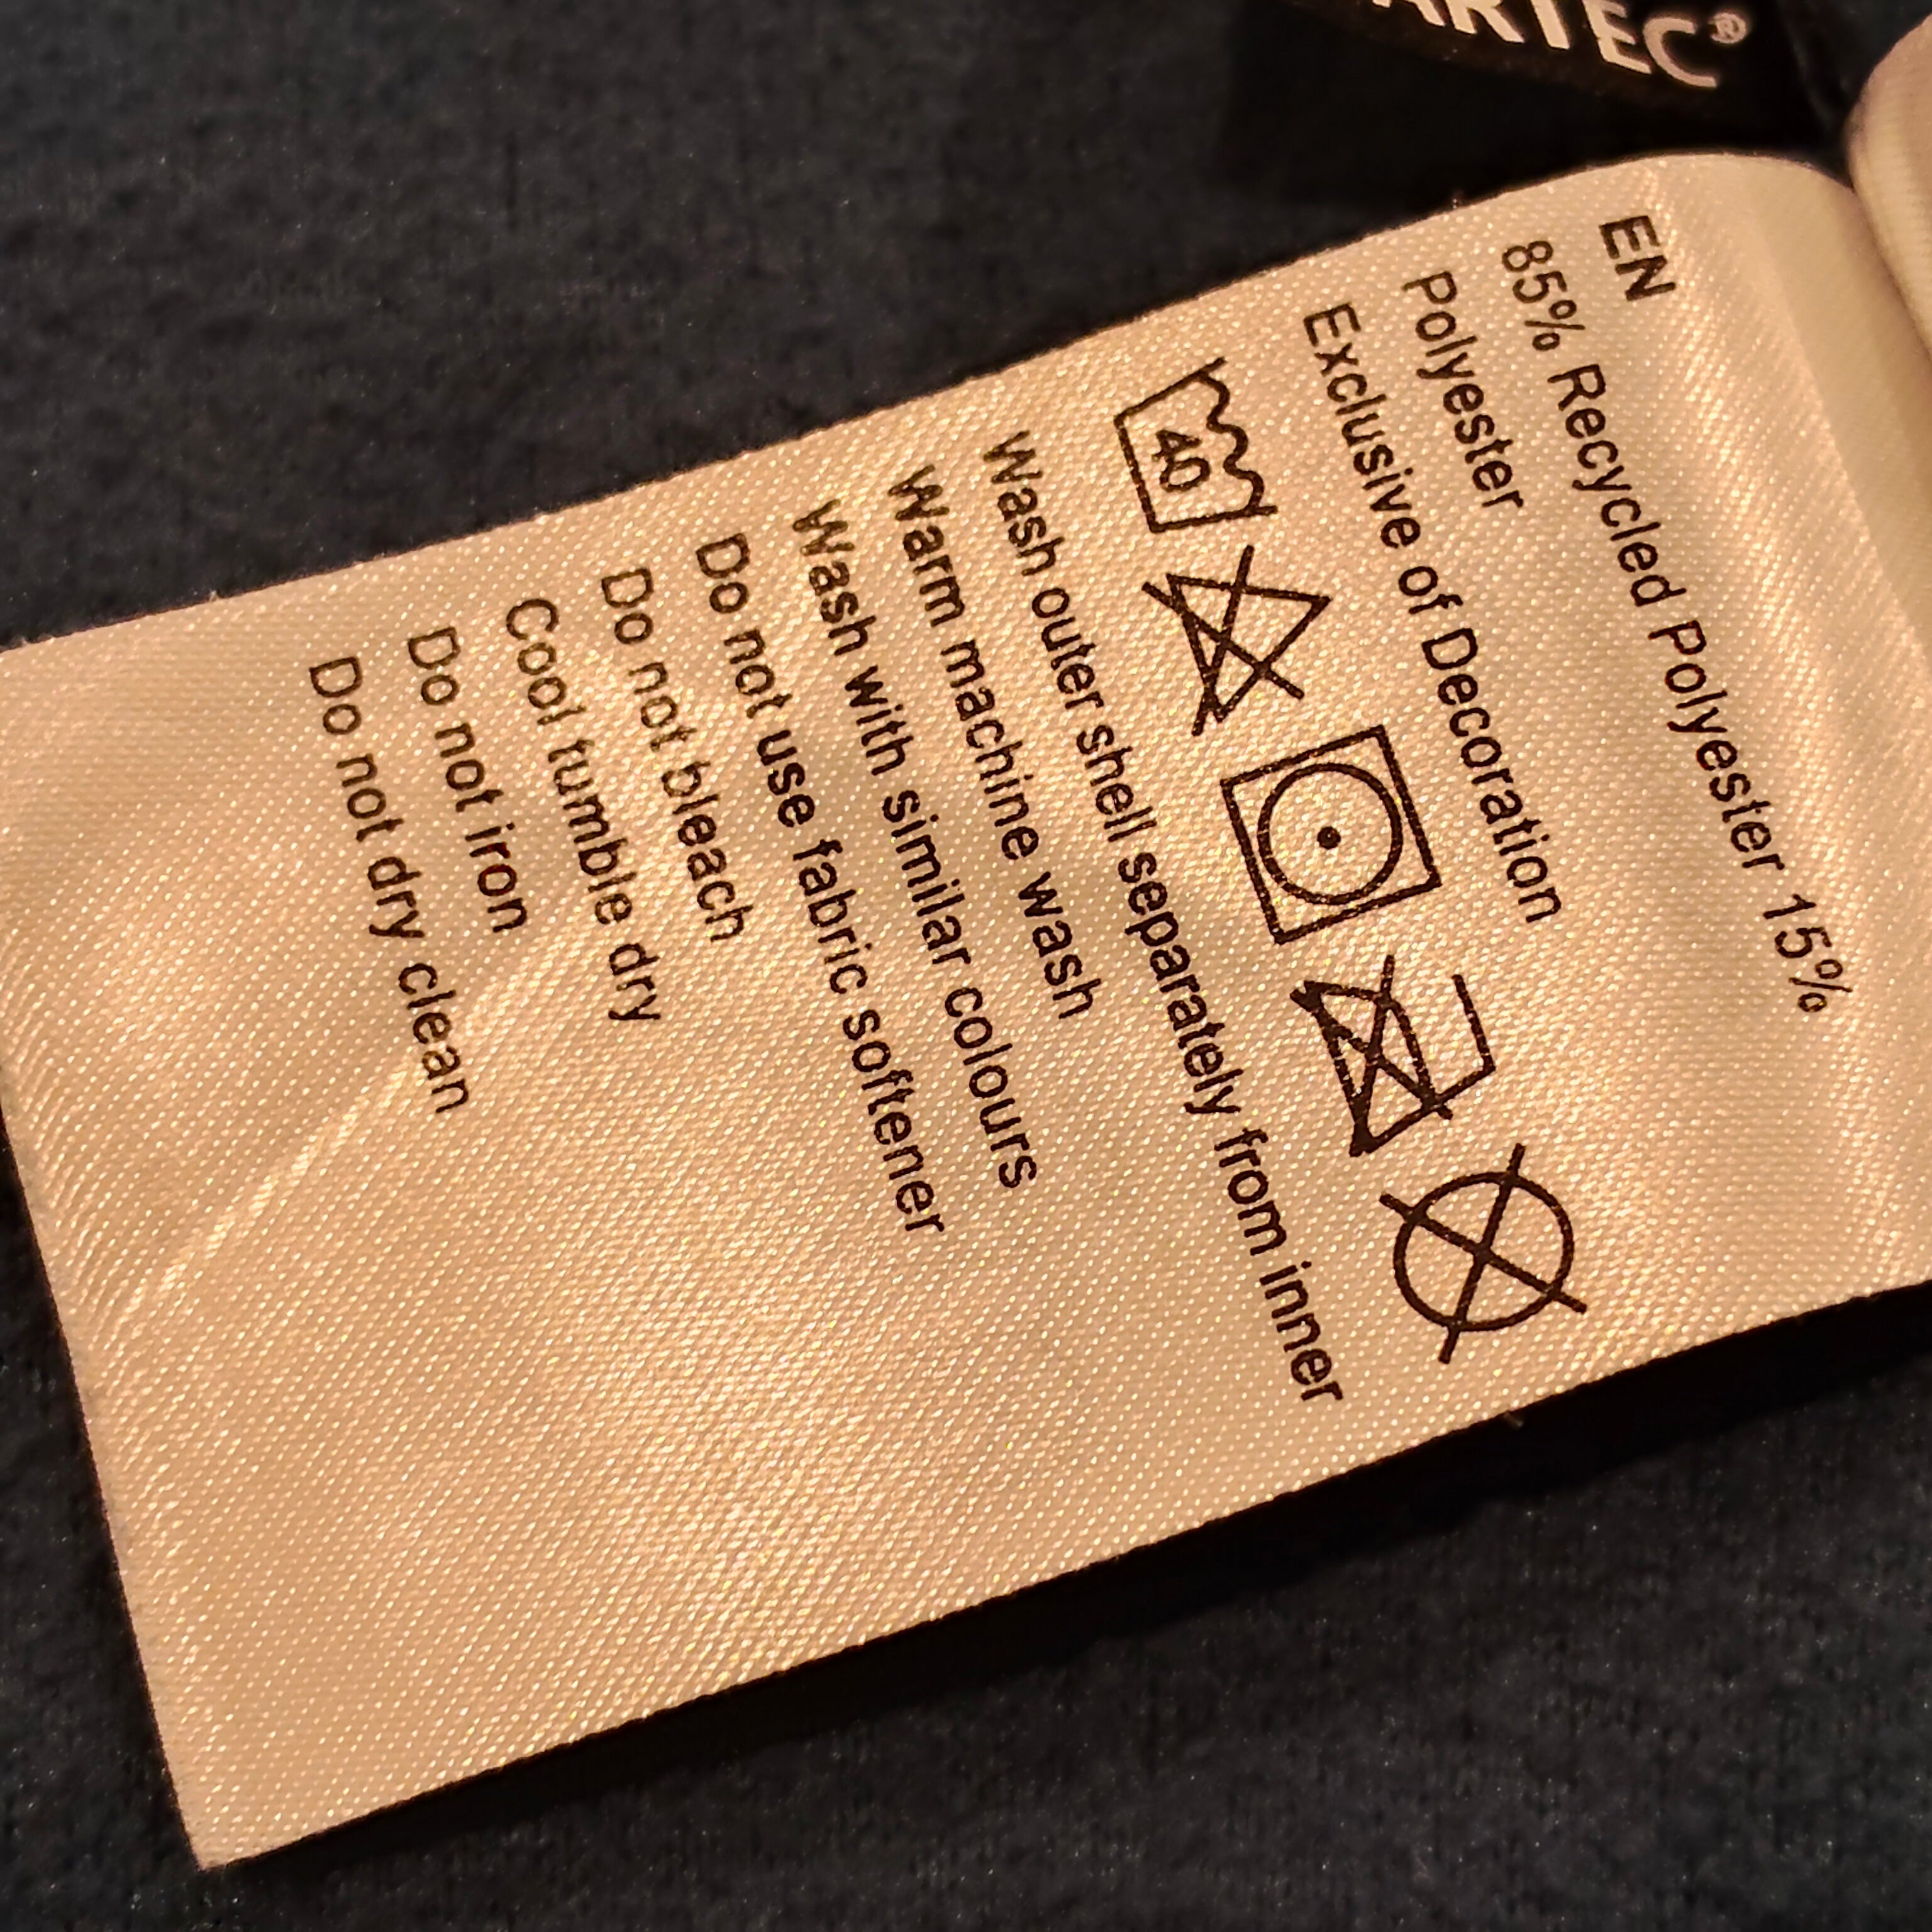 ARTEC®
EN
85% Recycled Polyester 15%
Polyester
Exclusive of Decoration
40
Wash outer shell separately from inner
Warm machine wash
Wash with similar colours
Do not use fabric softener
Do not bleach
Cool tumble dry
Do not iron
Do not dry clean